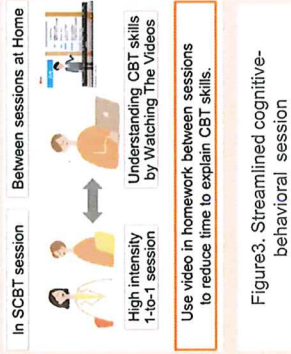 In SCBT session
Between sessions at Home
High intensity
1-to-1 session
Understanding CBT skills
by Watching The Videos
Use video in homework between sessions
to reduce time to explain CBT skills.
Figure3. Streamlined cognitive-
behavioral session